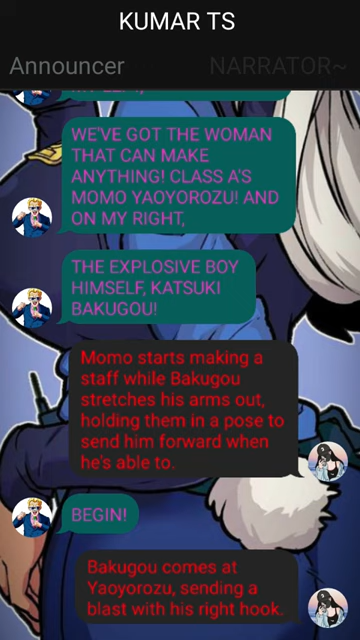 KUMAR TS
Announcer
NARRATOR~
WE'VE GOT THE WOMAN
THAT CAN MAKE
ANYTHING! CLASS A'S
MOMO YAOYOROZU! AND
ON MY RIGHT,
THE EXPLOSIVE BOY
HIMSELF, KATSUKI
BAKUGOU!
Momo starts making a
staff while Bakugou
stretches his arms out,
holding them in a pose to
send him forward when
he's able to.
BEGIN!
Bakugou comes at
Yaoyorozu, sending a
blast with his right hook.